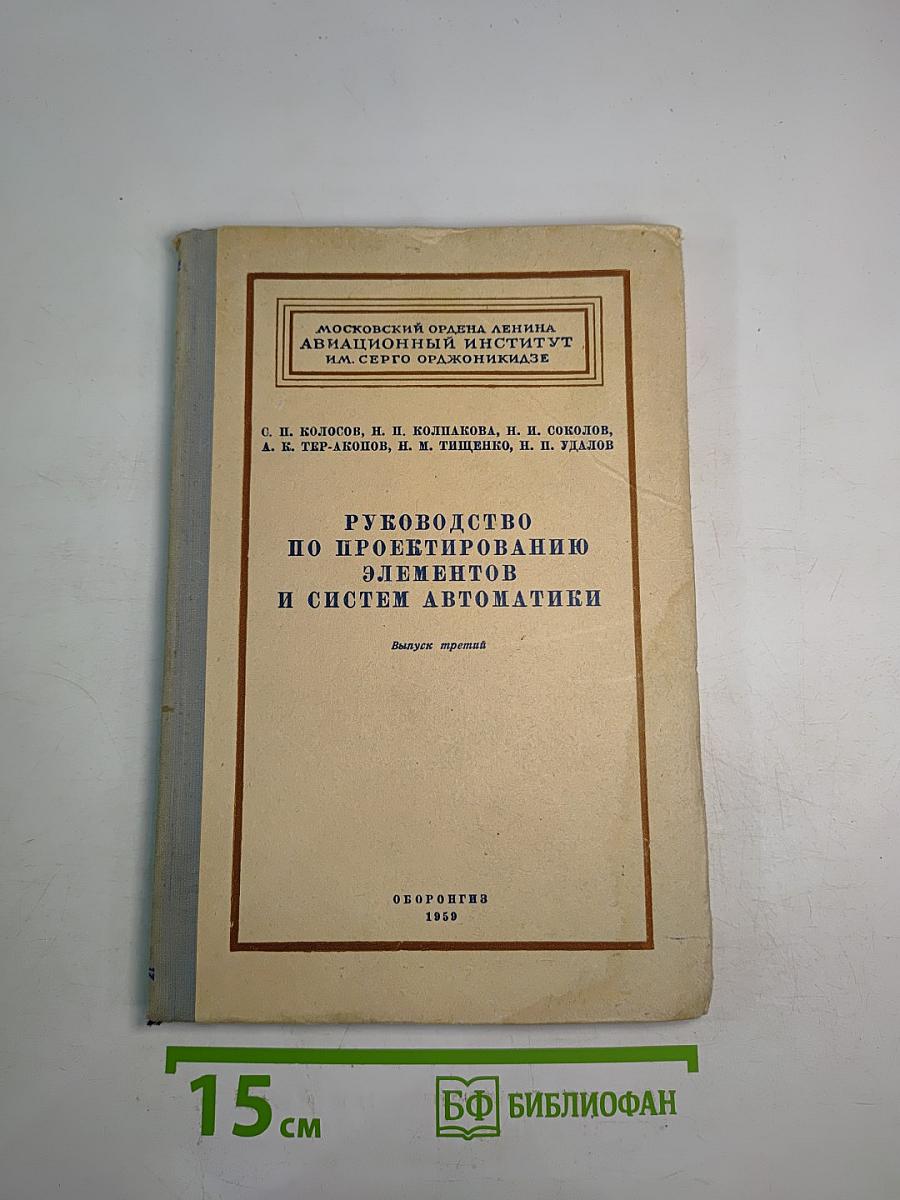 МОСКОВСКИЙ ОРДЕНА ЛЕНИНА
АВИАЦИОННЫЙ ИНСТИТУТ
ИМ. СЕРГО ОРДЖОНИКИДЗЕ
С. П. КОЛОСОВ, Н. П. КОЛПАКОВА, Н. И. СОКОЛОВ,
А. К. ТЕР-АКОПОВ, Н. М. ТИЩЕНКО, Н. П. УДАЛОВ
РУКОВОДСТВО
ПО ПРОЕКТИРОВАНИЮ
ЭЛЕМЕНТОВ
И СИСТЕМ АВТОМАТИКИ
Выпуск третий
ОБОРОНГИЗ
1959
15 см
БФ БИБЛИОФАН